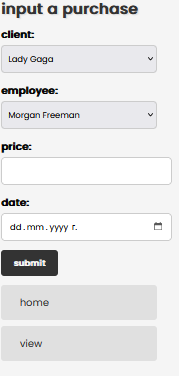 input a purchase
client:
Lady Gaga
employee:
Morgan Freeman
price:
date:
dd.mm.yyyy г.
submit
home
view